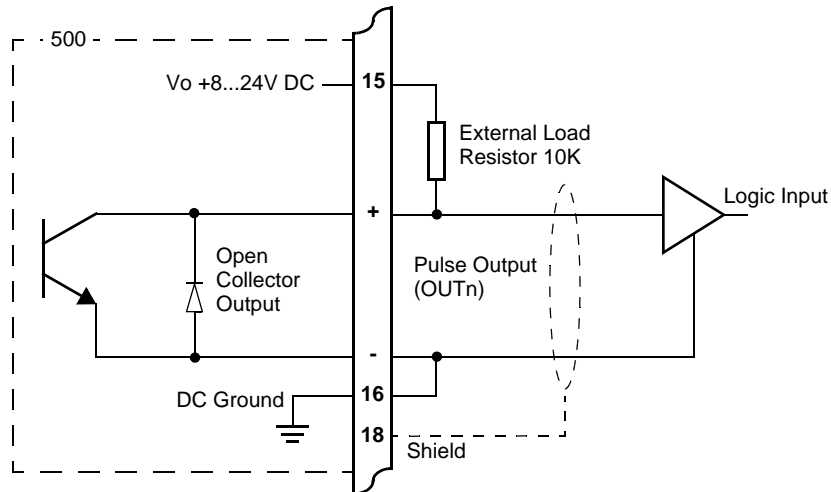 500
Vo +8...24V DC
15
External Load
Resistor 10K
+
Logic Input
Open
Collector
Output
Pulse Output
(OUTn)
-
DC Ground
16
18
Shield